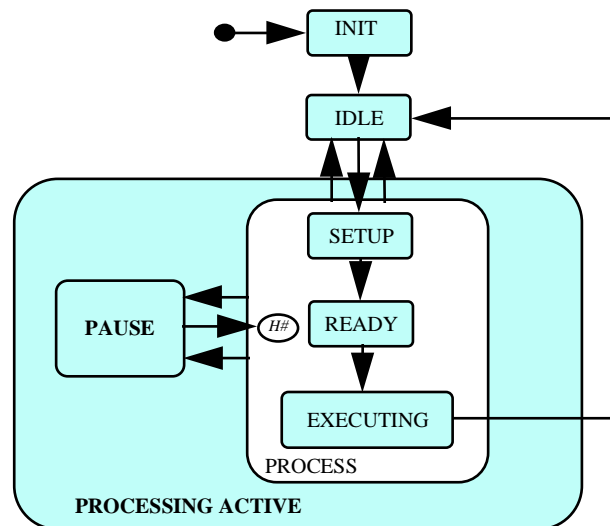 INIT
IDLE
SETUP
PAUSE
H#
READY
EXECUTING
PROCESS
PROCESSING ACTIVE